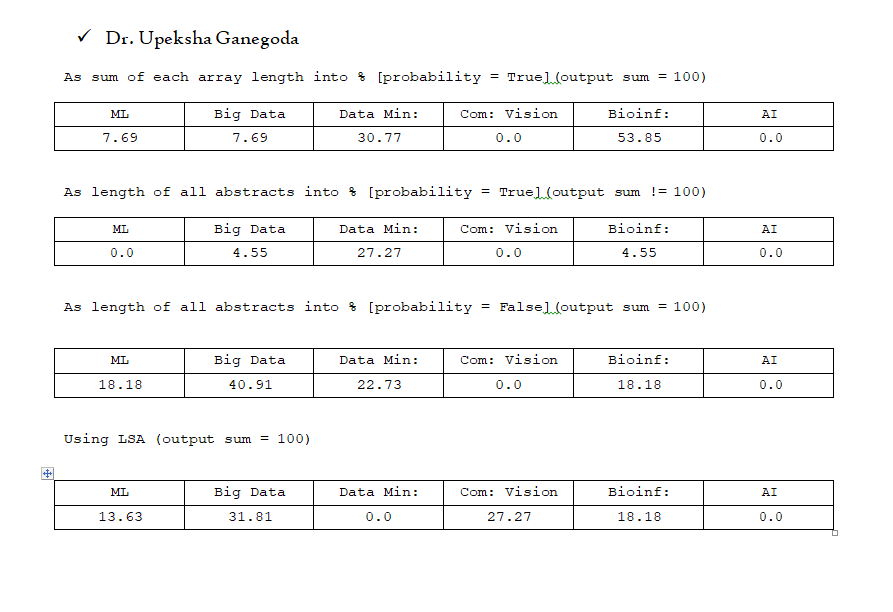 ✓ Dr. Upeksha Ganegoda
As sum of each array length into % [probability = True](output sum = 100)
ML Big Data Data Min: Com: Vision Bioinf: AI
7.69 7.69 30.77 0.0 53.85 0.0
As length of all abstracts into % [probability = True](output sum != 100)
ML Big Data Data Min: Com: Vision Bioinf: AI
0.0 4.55 27.27 0.0 4.55 0.0
As length of all abstracts into % [probability = False](output sum = 100)
ML Big Data Data Min: Com: Vision Bioinf: AI
18.18 40.91 22.73 0.0 18.18 0.0
Using LSA (output sum = 100)
ML Big Data Data Min: Com: Vision Bioinf: AI
13.63 31.81 0.0 27.27 18.18 0.0